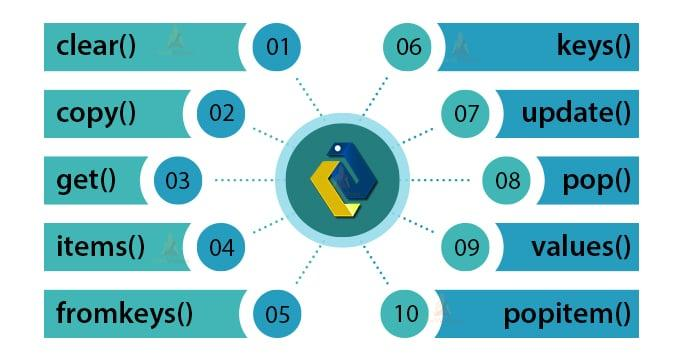 clear() 01
copy() 02
get() 03
items() 04
fromkeys() 05
06 keys()
07 update()
08 pop()
09 values()
10 popitem()